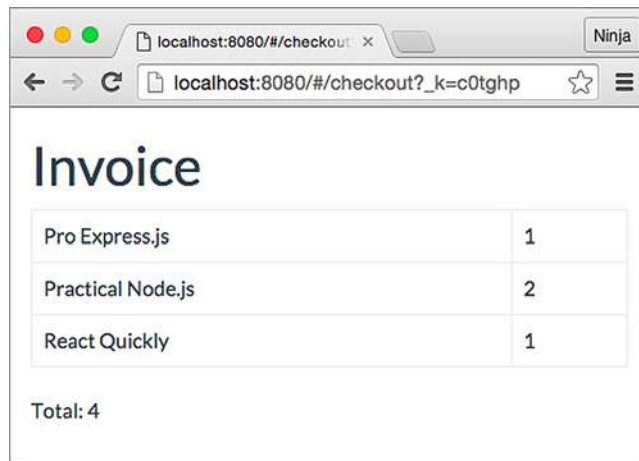 localhost:8080/#/checkout
Ninja
localhost:8080/#/checkout?_k=c0tghp
Invoice
Pro Express.js 1
Practical Node.js 2
React Quickly 1
Total: 4